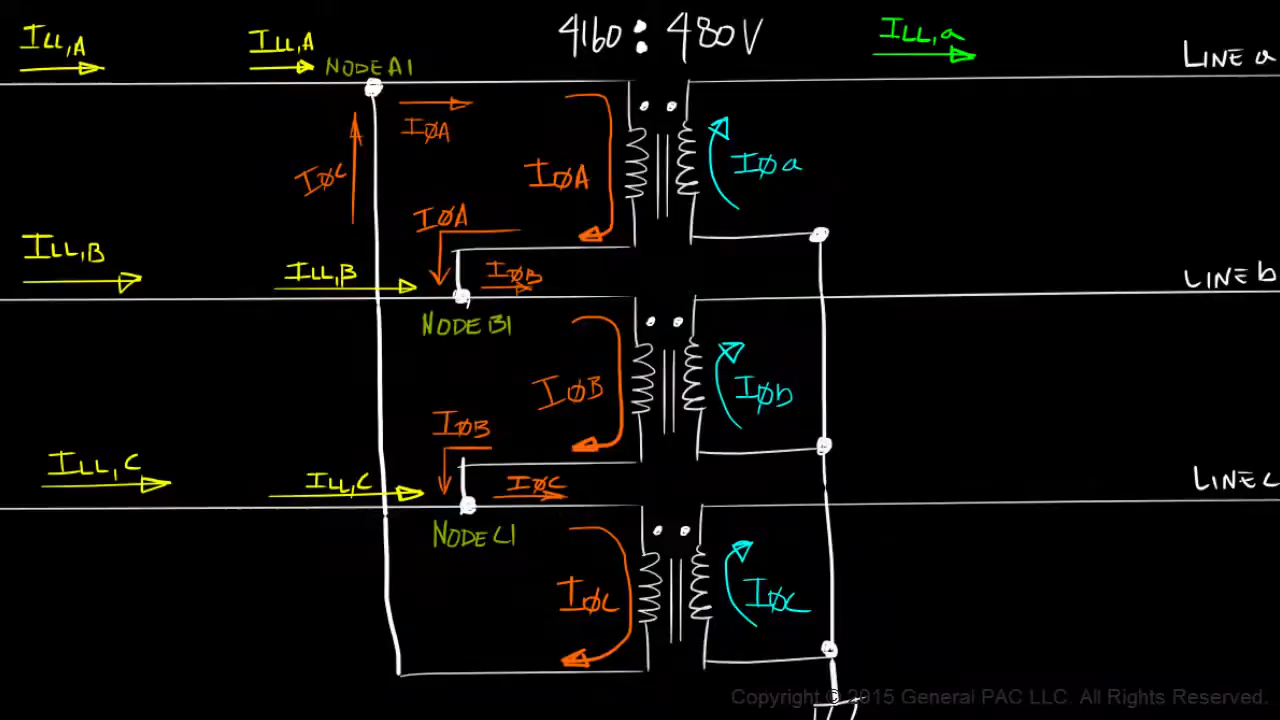 ILL,A
ILL,A
NODE A1
4160 : 480V
ILL,a
LINE a
IØA
IØC
IØA
IØa
IØA
ILL,B
ILL,B
IØB
LINE b
NODE B1
IØB
IØb
IØB
ILL,C
ILL,C
IØC
LINE c
NODE C1
IØC
IØc
Copyright © 2015 General PAC LLC. All Rights Reserved.